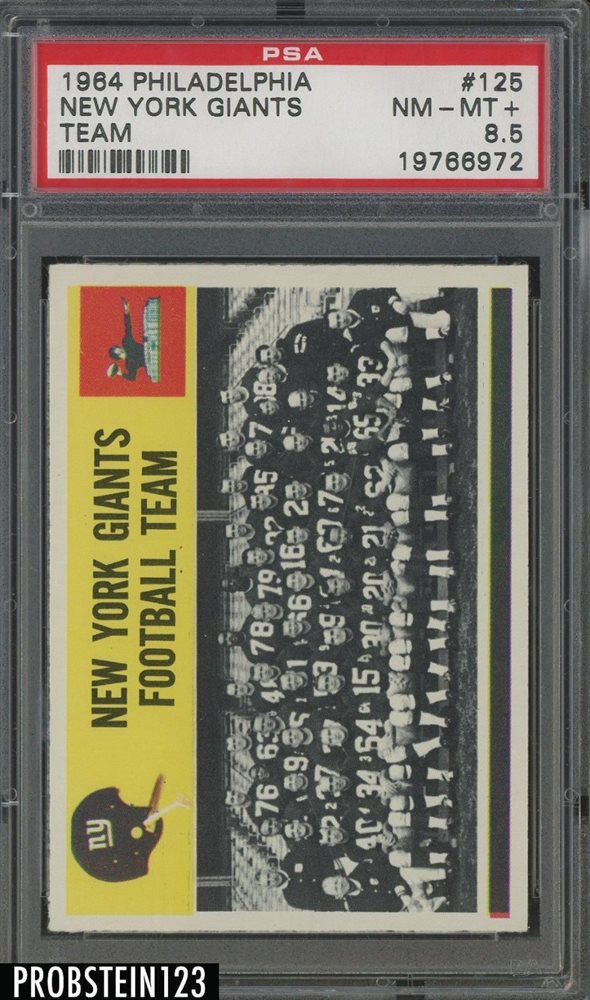 PSA
1964 PHILADELPHIA #125
NEW YORK GIANTS NM-MT+
TEAM 8.5
19766972
NEW YORK GIANTS
FOOTBALL TEAM
ny
PROBSTEIN123